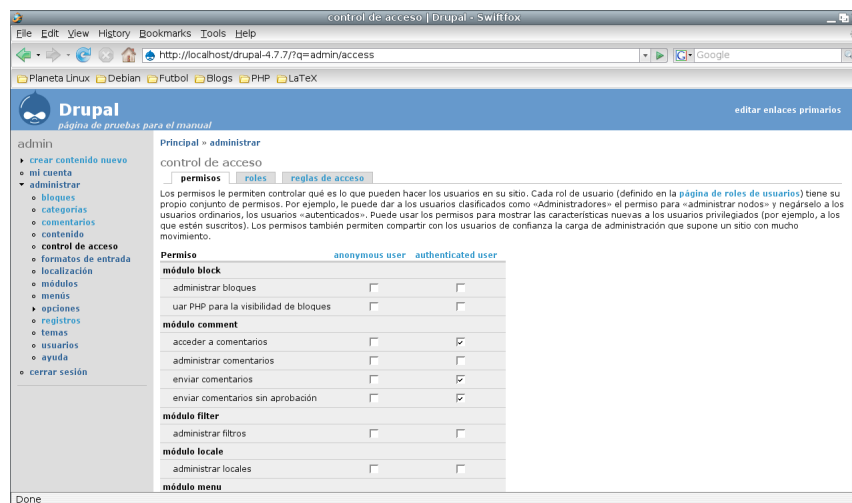 control de acceso | Drupal - Swiftfox
File Edit View History Bookmarks Tools Help
http://localhost/drupal-4.7.7/?q=admin/access
Google
Planeta Linux Debian Futbol Blogs PHP LaTeX
Drupal
página de pruebas para el manual
editar enlaces primarios
admin
crear contenido nuevo
mi cuenta
administrar
bloques
categorías
comentarios
contenido
control de acceso
formatos de entrada
localización
módulos
menús
opciones
registros
temas
usuarios
ayuda
cerrar sesión
Principal » administrar
control de acceso
permisos roles reglas de acceso
Los permisos le permiten controlar qué es lo que pueden hacer los usuarios en su sitio. Cada rol de usuario (definido en la página de roles de usuarios) tiene su
propio conjunto de permisos. Por ejemplo, le puede dar a los usuarios clasificados como «Administradores» el permiso para «administrar nodos» y negárselo a los
usuarios ordinarios, los usuarios «autenticados». Puede usar los permisos para mostrar las características nuevas a los usuarios privilegiados (por ejemplo, a los
que estén suscritos). Los permisos también permiten compartir con los usuarios de confianza la carga de administración que supone un sitio con mucho
movimiento.
Permiso anonymous user authenticated user
módulo block
administrar bloques
uar PHP para la visibilidad de bloques
módulo comment
acceder a comentarios
administrar comentarios
enviar comentarios
enviar comentarios sin aprobación
módulo filter
administrar filtros
módulo locale
administrar locales
módulo menu
Done